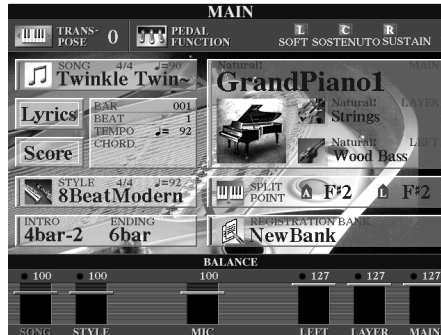 MAIN
TRANS-
POSE 0
PEDAL
FUNCTION
L C R
SOFT SOSTENUTO SUSTAIN
SONG 4/4 ♩=90
Twinkle Twin~
Natural! MAIN
GrandPiano1
Lyrics
Score
BAR 001
BEAT 1
TEMPO ♩= 92
CHORD
Natural! LAYER
Strings
Natural! LEFT
Wood Bass
STYLE 4/4 ♩=92
8BeatModern
SPLIT
POINT
A F♯2 L F♯2
INTRO ENDING
4bar-2 6bar
REGISTRATION BANK
NewBank
BALANCE
100 100 100 127 127 127
SONG STYLE MIC LEFT LAYER MAIN